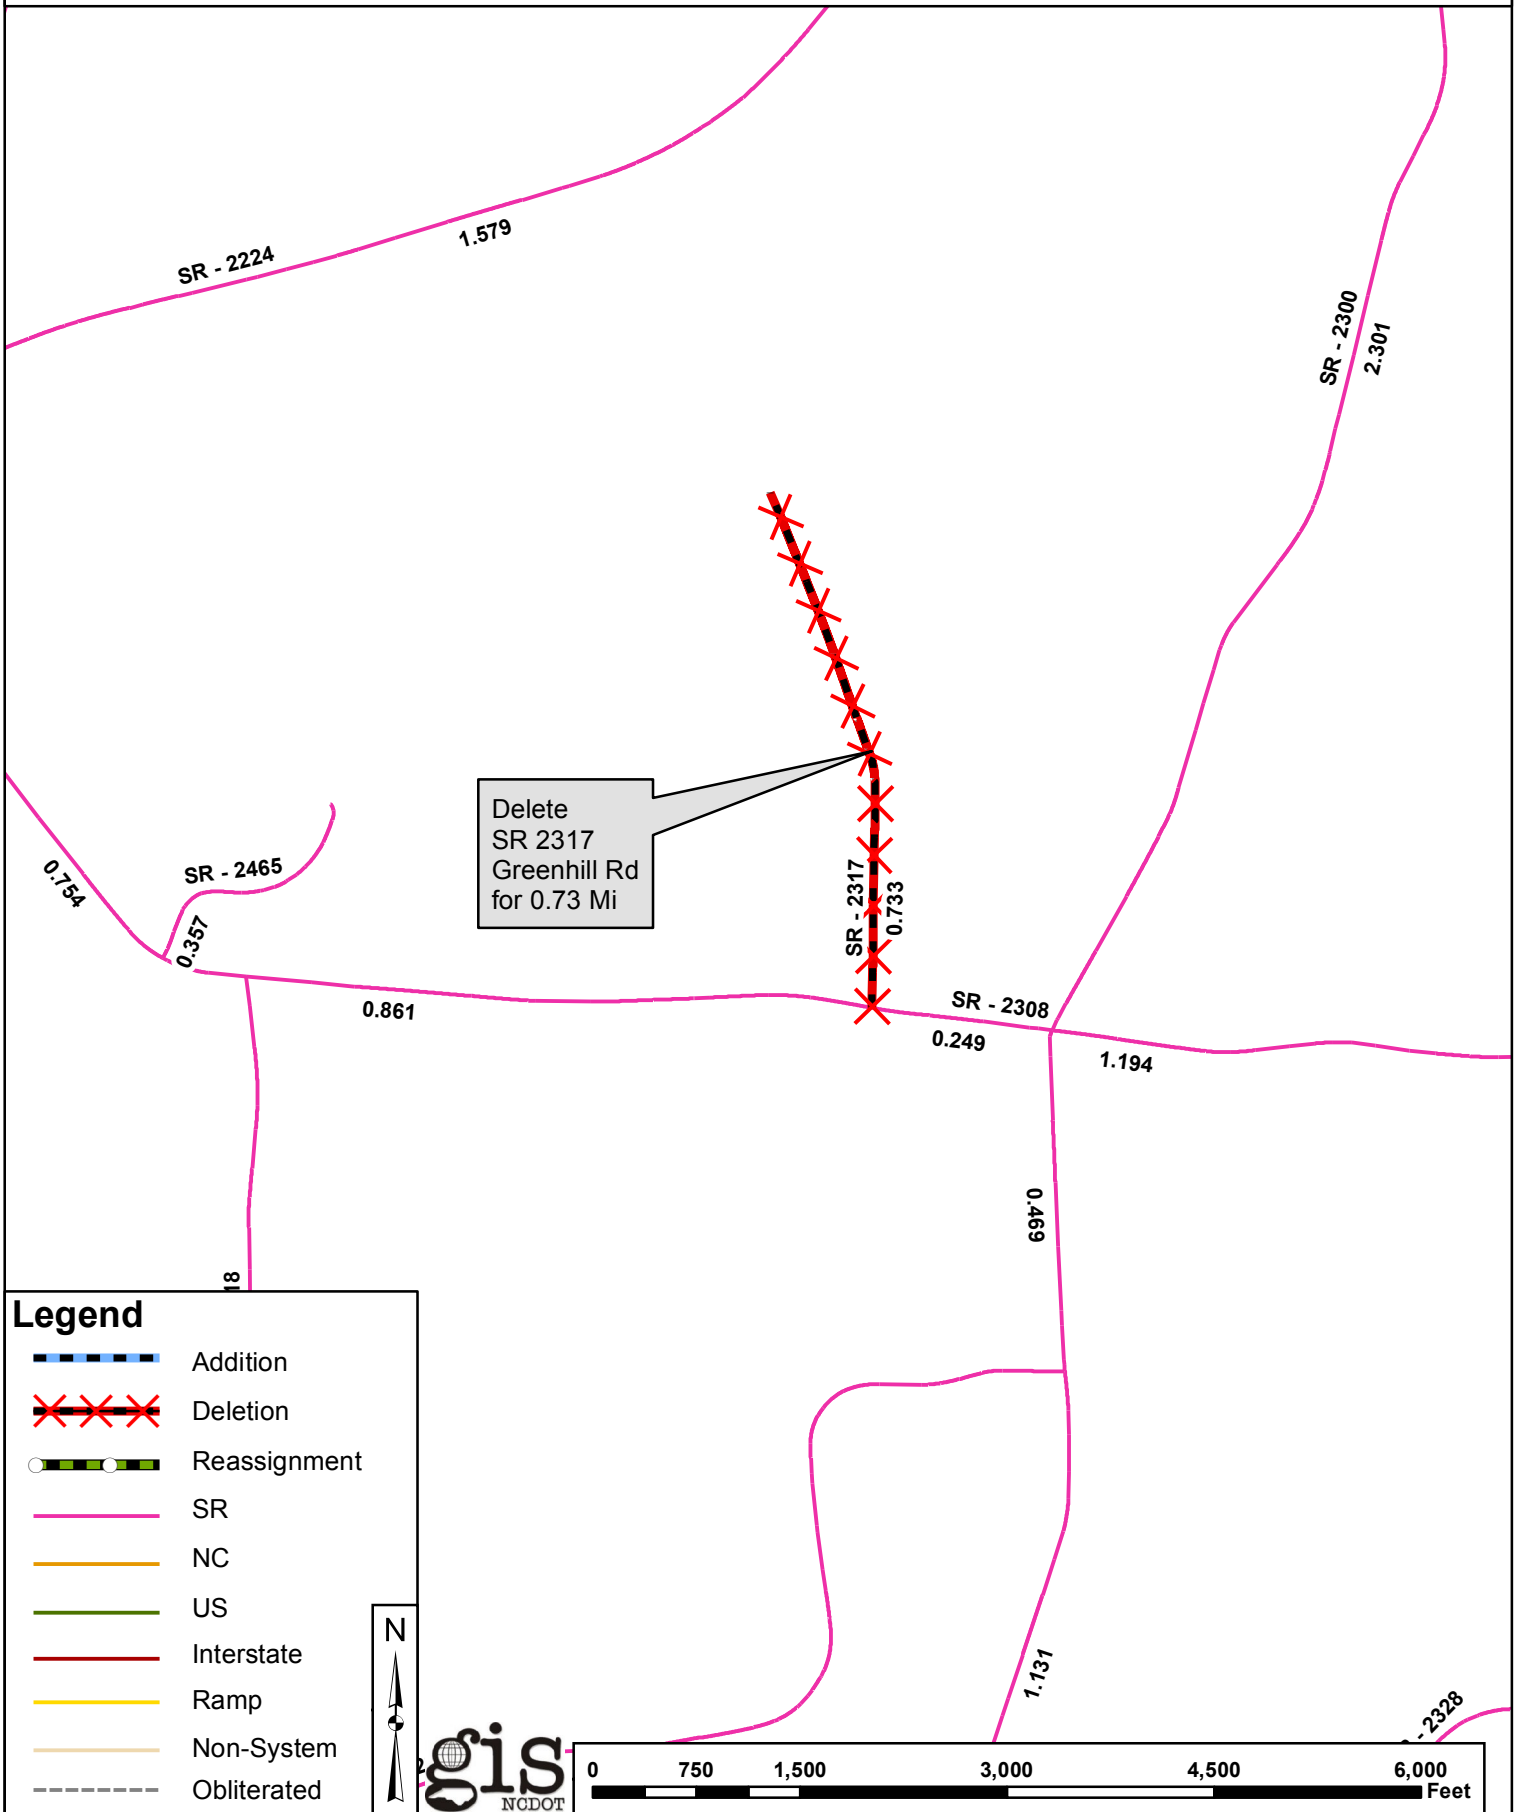 SR - 2224
1.579
SR - 2300
2.301
Delete
SR 2317
Greenhill Rd
for 0.73 Mi
SR - 2317
0.733
0.754
SR - 2465
0.357
0.861
SR - 2308
0.249
1.194
0.469
18
1.131
- 2328
Legend
Addition
Deletion
Reassignment
SR
NC
US
Interstate
Ramp
Non-System
Obliterated
N
gis
NCDOT
0 750 1,500 3,000 4,500 6,000
Feet